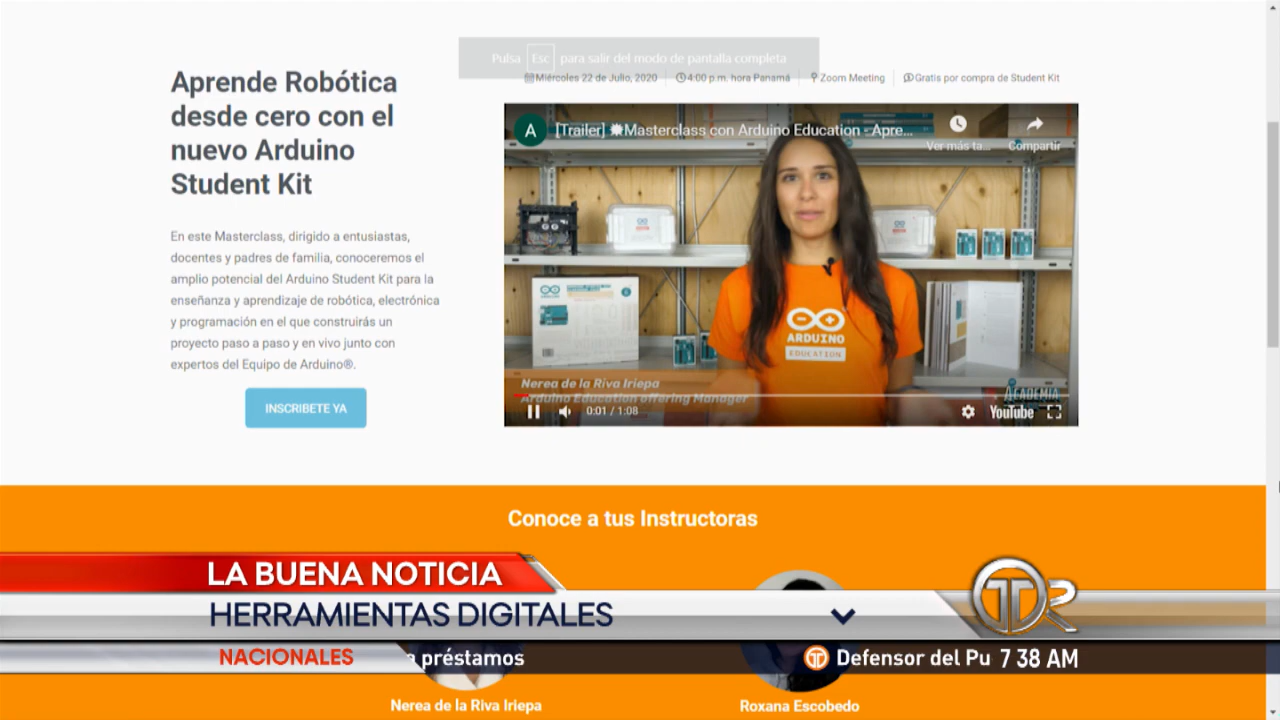 Pulsa Esc para salir del modo de pantalla completa
Aprende Robótica
desde cero con el
nuevo Arduino
Student Kit
En este Masterclass, dirigido a entusiastas,
docentes y padres de familia, conoceremos el
amplio potencial del Arduino Student Kit para la
enseñanza y aprendizaje de robótica, electrónica
y programación en el que construirás un
proyecto paso a paso y en vivo junto con
expertos del Equipo de Arduino®.
INSCRIBETE YA
Miércoles 22 de Julio, 2020
4:00 p.m. hora Panamá
Zoom Meeting
Gratis por compra de Student Kit
A
[Trailer] Masterclass con Arduino Education - Apre...
Ver más ta...
Compartir
ARDUINO
EDUCATION
Nerea de la Riva Iriepa
Arduino Education offering Manager
ACADEMIA
0:01 / 1:08
YouTube
Conoce a tus Instructoras
LA BUENA NOTICIA
HERRAMIENTAS DIGITALES
NACIONALES
a préstamos
Defensor del Pu
7 38 AM
Nerea de la Riva Iriepa
Roxana Escobedo